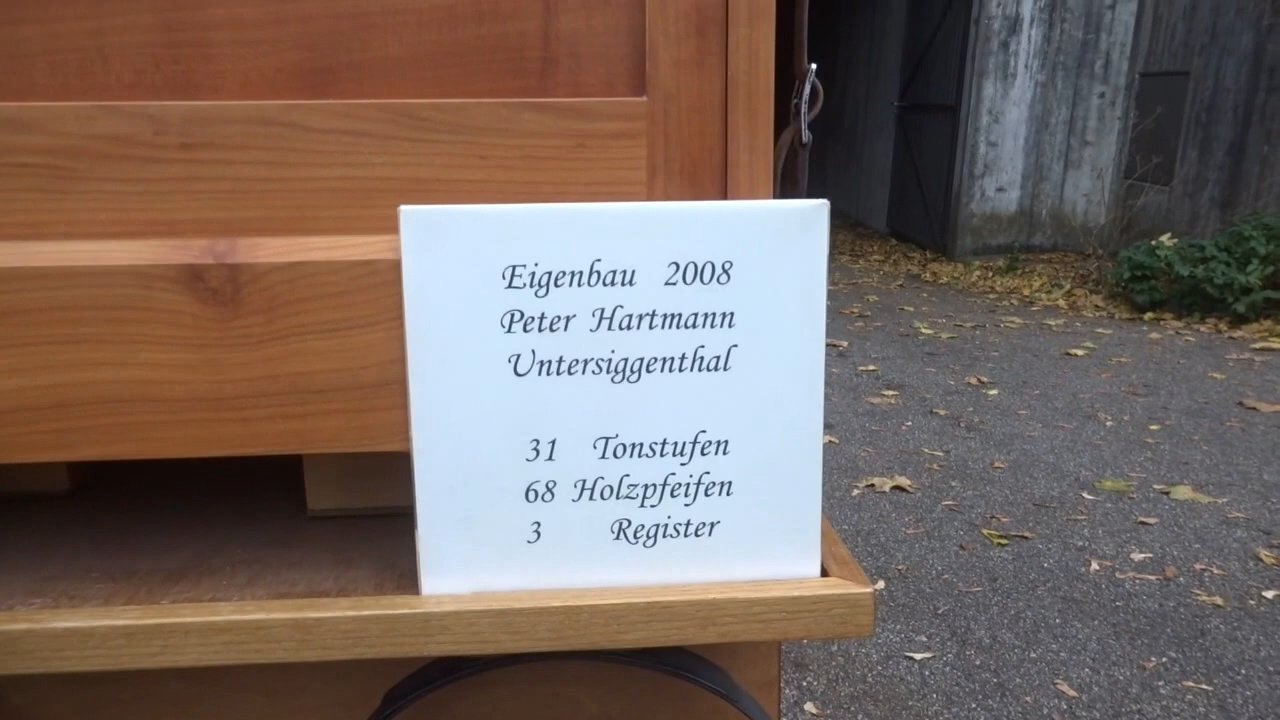 Eigenbau 2008
Peter Hartmann
Untersiggenthal
31 Tonstufen
68 Holzpfeifen
3 Register